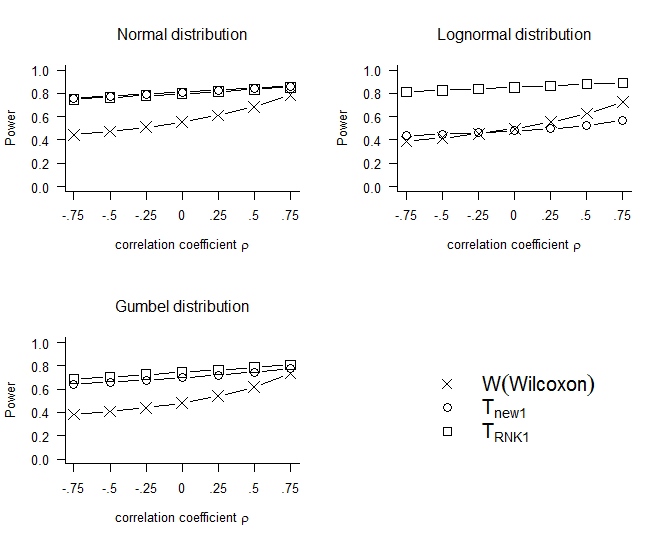 Normal distribution
Power
1.0
0.8
0.6
0.4
0.2
0.0
-.75 -.5 -.25 0 .25 .5 .75
correlation coefficient ρ
Lognormal distribution
Power
1.0
0.8
0.6
0.4
0.2
0.0
-.75 -.5 -.25 0 .25 .5 .75
correlation coefficient ρ
Gumbel distribution
Power
1.0
0.8
0.6
0.4
0.2
0.0
-.75 -.5 -.25 0 .25 .5 .75
correlation coefficient ρ
W(Wilcoxon)
Tnew1
TRNK1